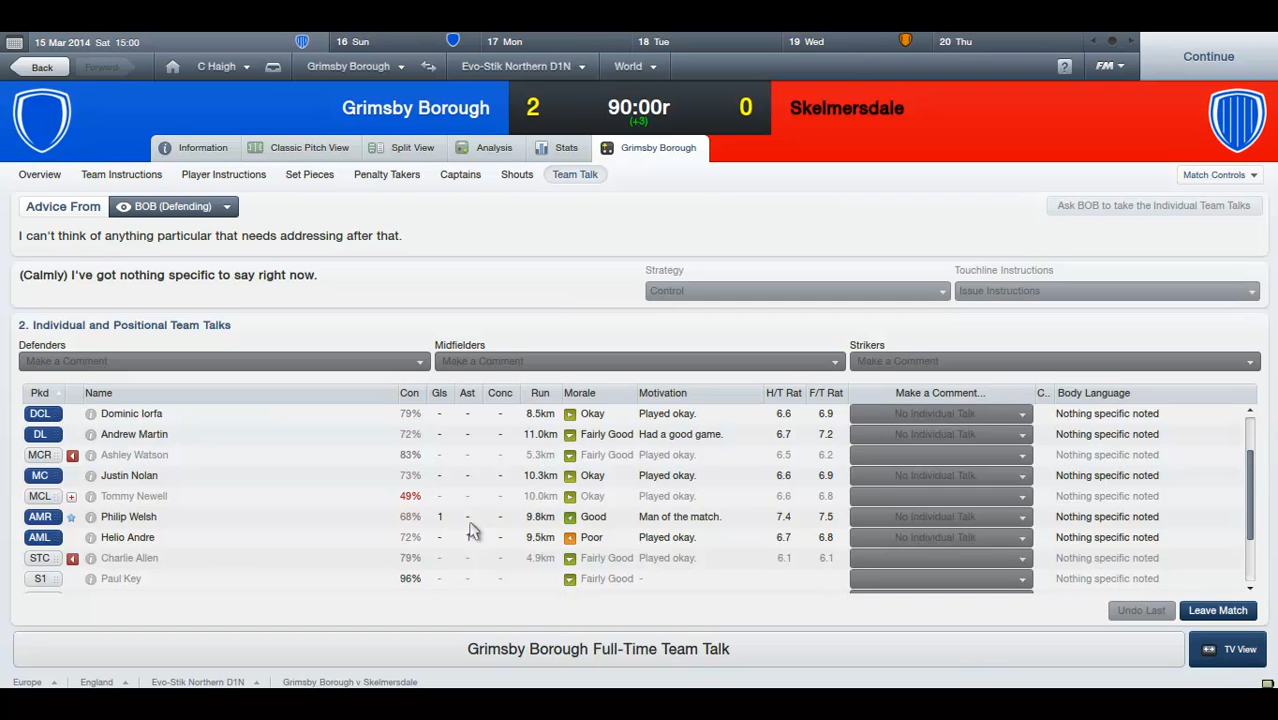 15 Mar 2014 Sat 15:00 16 Sun 17 Mon 18 Tue 19 Wed 20 Thu
Back Forward C Haigh Grimsby Borough Evo-Stik Northern D1N World ? FM Continue
Grimsby Borough 2 90:00r 0 Skelmersdale
(+3)
Information Classic Pitch View Split View Analysis Stats Grimsby Borough
Overview Team Instructions Player Instructions Set Pieces Penalty Takers Captains Shouts Team Talk Match Controls
Advice From BOB (Defending) Ask BOB to take the Individual Team Talks
I can't think of anything particular that needs addressing after that.
Strategy Touchline Instructions
(Calmly) I've got nothing specific to say right now.
Control Issue Instructions
2. Individual and Positional Team Talks
Defenders Midfielders Strikers
Make a Comment Make a Comment Make a Comment
Pkd Name Con Gls Ast Conc Run Morale Motivation H/T Rat F/T Rat Make a Comment... C.. Body Language
DCL Dominic Iorfa 79% - - - 8.5km Okay Played okay. 6.6 6.9 No Individual Talk Nothing specific noted
DL Andrew Martin 72% - - - 11.0km Fairly Good Had a good game. 6.7 7.2 No Individual Talk Nothing specific noted
MCR Ashley Watson 83% - - - 5.3km Fairly Good Played okay. 6.5 6.2 Nothing specific noted
MC Justin Nolan 73% - - - 10.3km Okay Played okay. 6.6 6.9 No Individual Talk Nothing specific noted
MCL Tommy Newell 49% - - - 10.0km Okay Played okay. 6.6 6.8 Nothing specific noted
AMR Philip Welsh 68% 1 - - 9.8km Good Man of the match. 7.4 7.5 No Individual Talk Nothing specific noted
AML Helio Andre 72% - - 9.5km Poor Played okay. 6.7 6.8 No Individual Talk Nothing specific noted
STC Charlie Allen 79% - - - 4.9km Fairly Good Played okay. 6.1 6.1 Nothing specific noted
S1 Paul Key 96% - - - Fairly Good - Nothing specific noted
Undo Last Leave Match
Grimsby Borough Full-Time Team Talk TV View
Europe England Evo-Stik Northern D1N Grimsby Borough v Skelmersdale